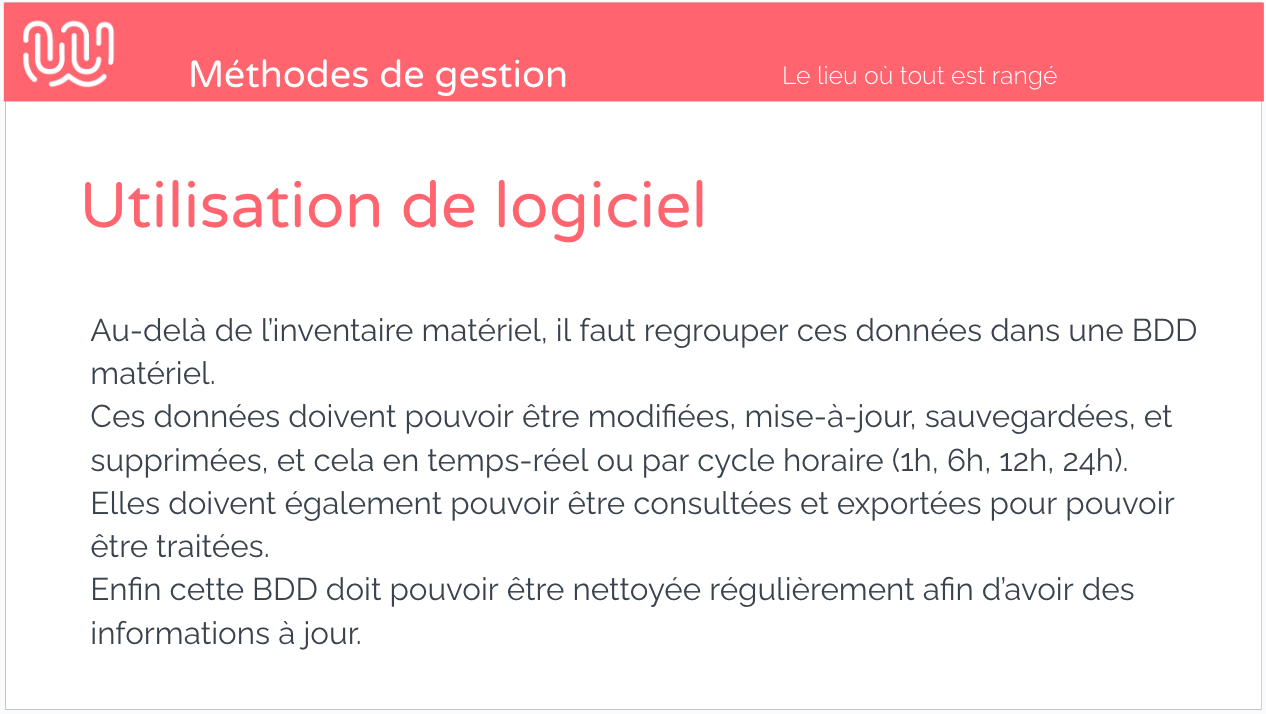 Méthodes de gestion
Le lieu où tout est rangé
Utilisation de logiciel
Au-delà de l’inventaire matériel, il faut regrouper ces données dans une BDD
matériel.
Ces données doivent pouvoir être modifiées, mise-à-jour, sauvegardées, et
supprimées, et cela en temps-réel ou par cycle horaire (1h, 6h, 12h, 24h).
Elles doivent également pouvoir être consultées et exportées pour pouvoir
être traitées.
Enfin cette BDD doit pouvoir être nettoyée régulièrement afin d’avoir des
informations à jour.